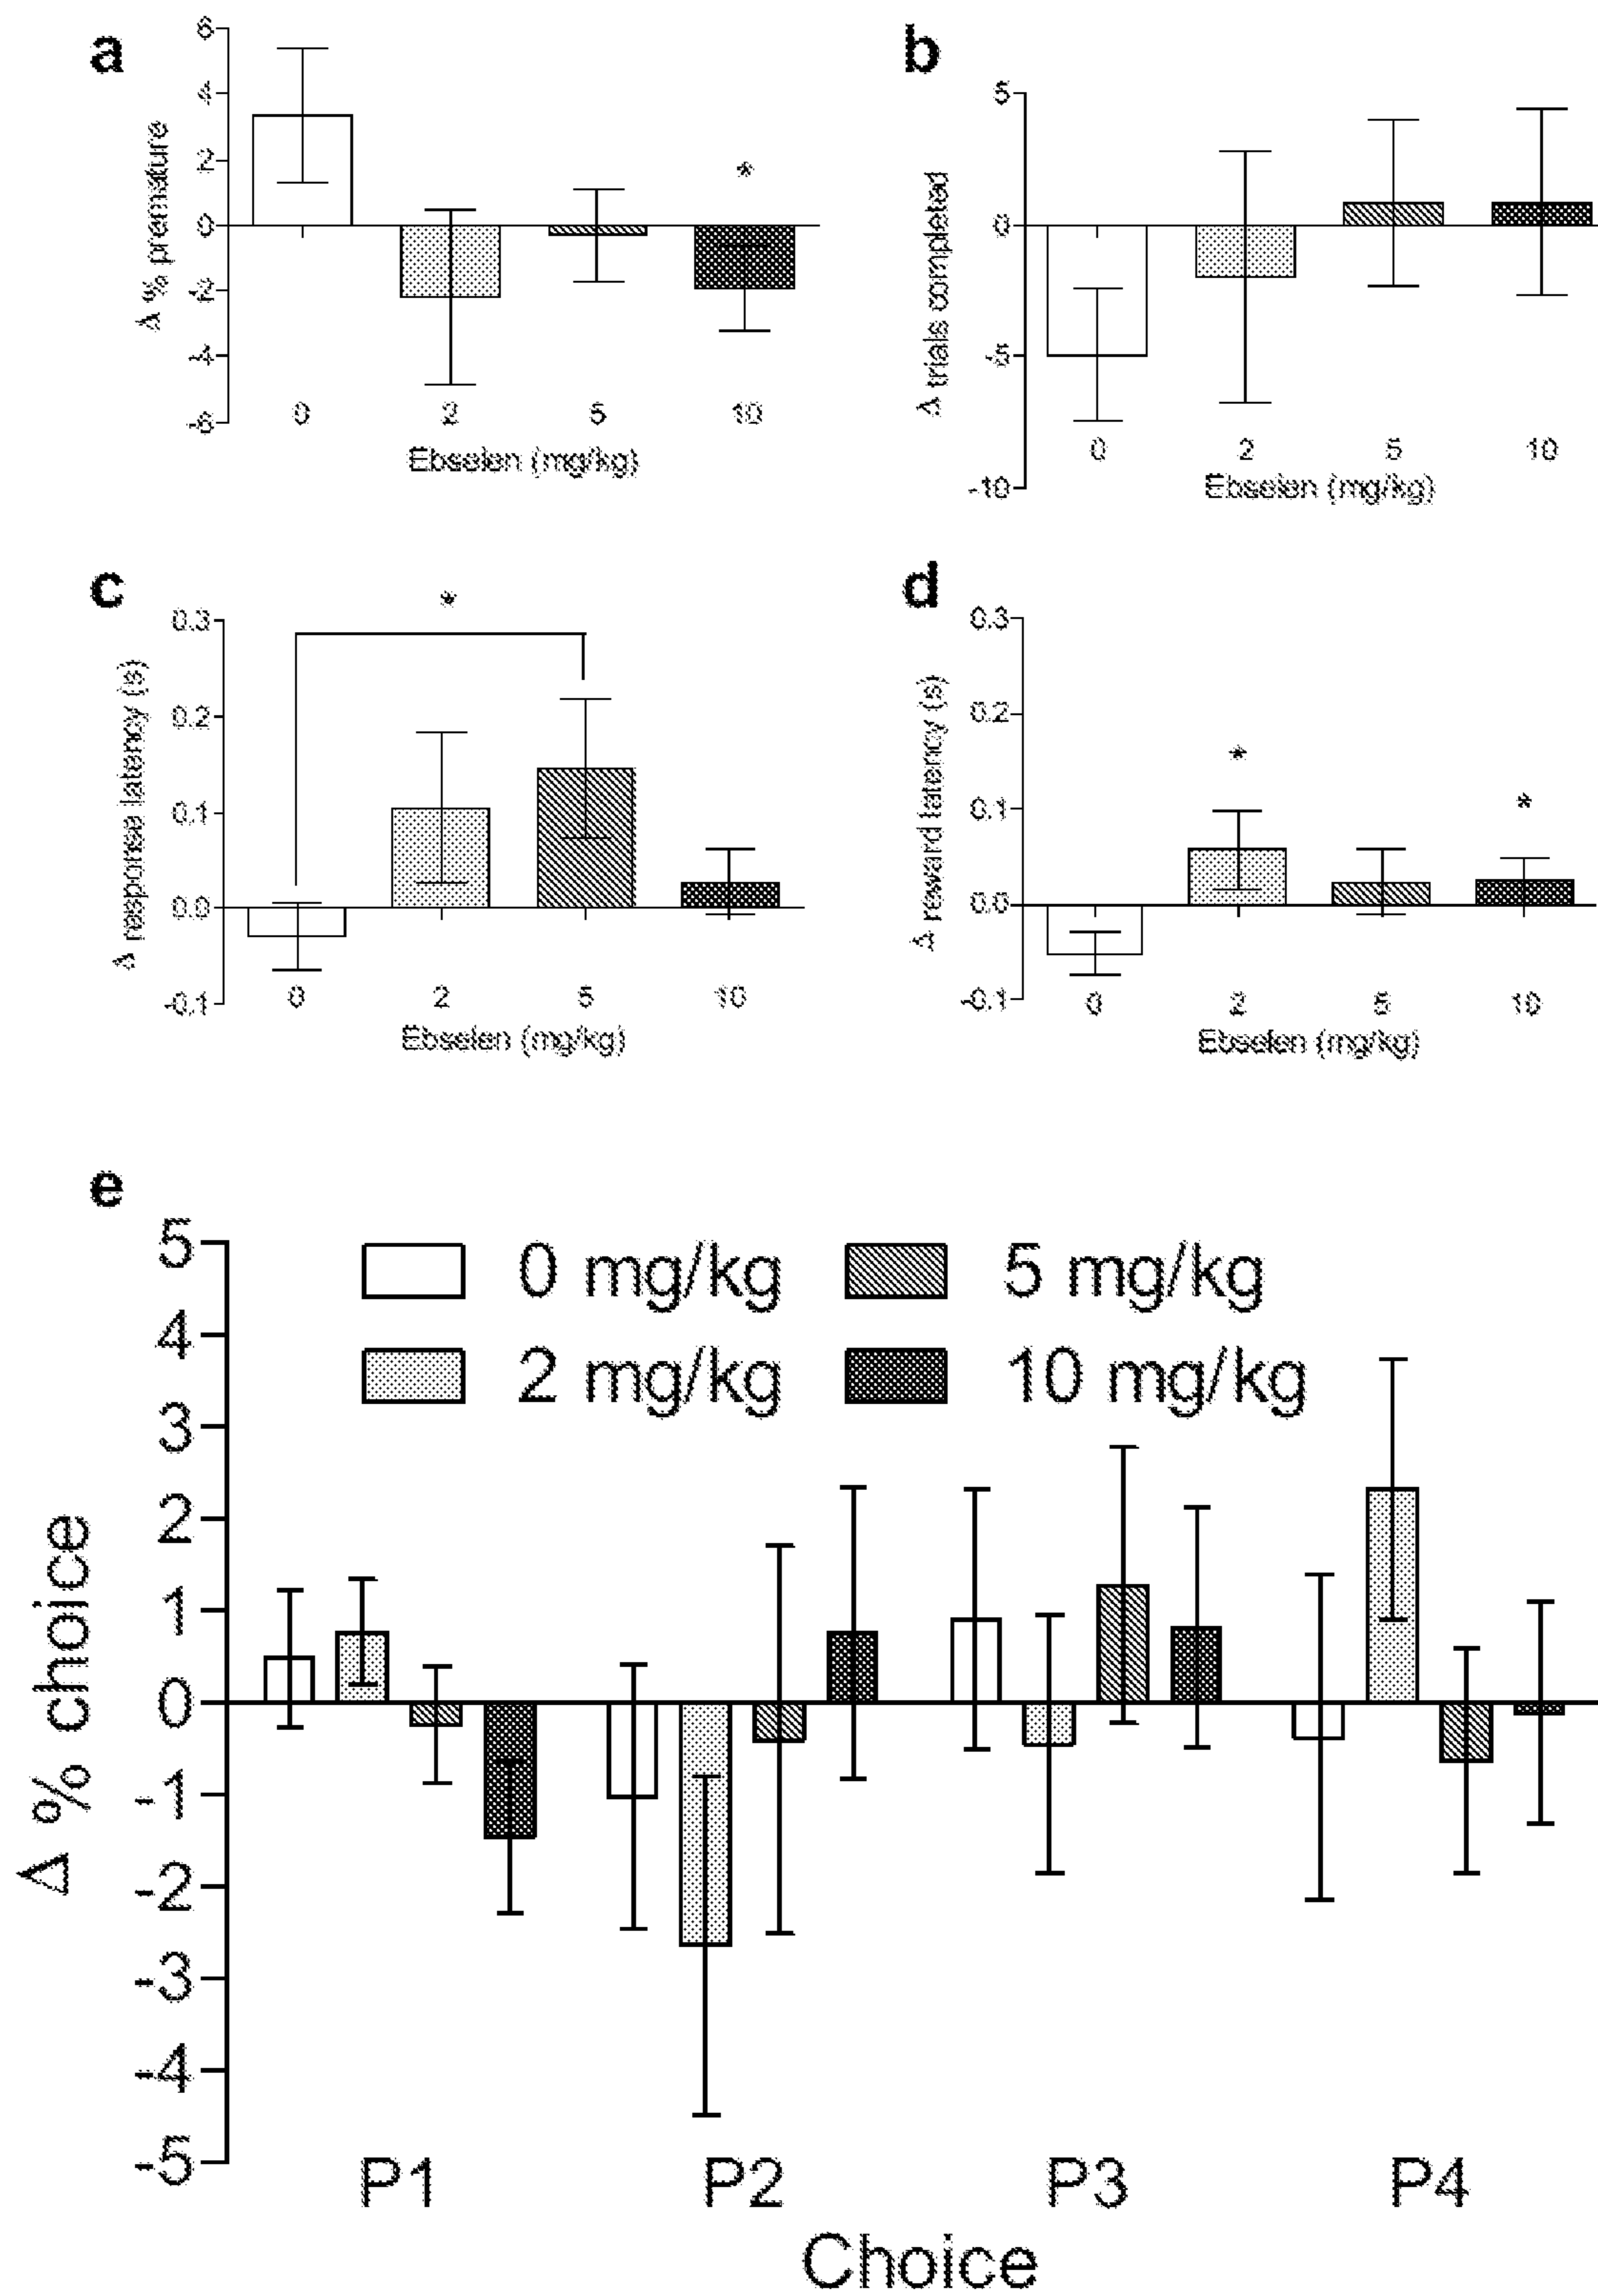 a
6
4
2
0
-2
-4
-6
Δ % premature
*
0 2 5 10
Ebselen (mg/kg)
b
5
0
-5
-10
Δ trials completed
0 2 5 10
Ebselen (mg/kg)
c
0.3
0.2
0.1
0.0
-0.1
Δ response latency (s)
*
0 2 5 10
Ebselen (mg/kg)
d
0.3
0.2
0.1
0.0
-0.1
Δ reward latency (s)
*
*
0 2 5 10
Ebselen (mg/kg)
e
5
4
3
2
1
0
-1
-2
-3
-4
-5
Δ % choice
0 mg/kg 5 mg/kg
2 mg/kg 10 mg/kg
P1 P2 P3 P4
Choice